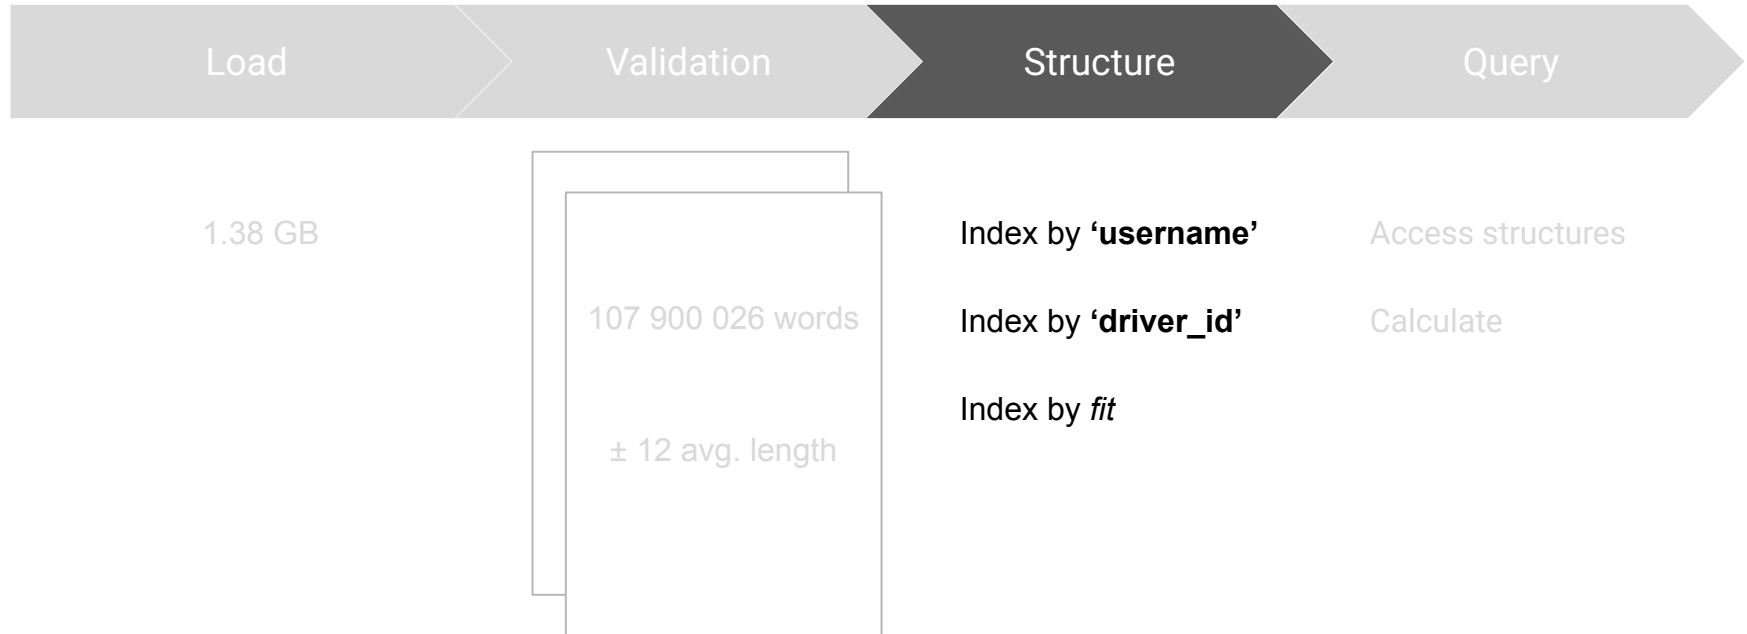 Load
Validation
Structure
Query
1.38 GB
107 900 026 words
± 12 avg. length
Index by ‘username’
Index by ‘driver_id’
Index by fit
Access structures
Calculate